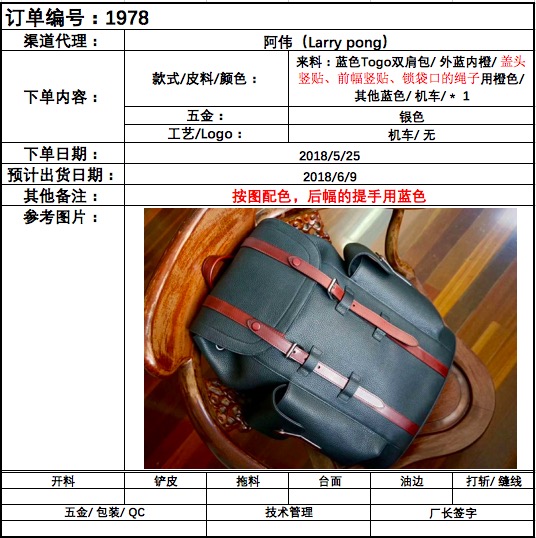 订单编号：1978
渠道代理： 阿伟（Larry pong）
下单内容： 款式/皮料/颜色： 来料：蓝色Togo双肩包/ 外蓝内橙/ 盖头
竖贴、前幅竖贴、锁袋口的绳子用橙色/
其他蓝色/ 机车/ * 1
五金： 银色
工艺/Logo： 机车/ 无
下单日期： 2018/5/25
预计出货日期： 2018/6/9
其他备注： 按图配色，后幅的提手用蓝色
参考图片：
开料 铲皮 拖料 台面 油边 打斩/ 缝线
五金/ 包装/ QC 技术管理 厂长签字